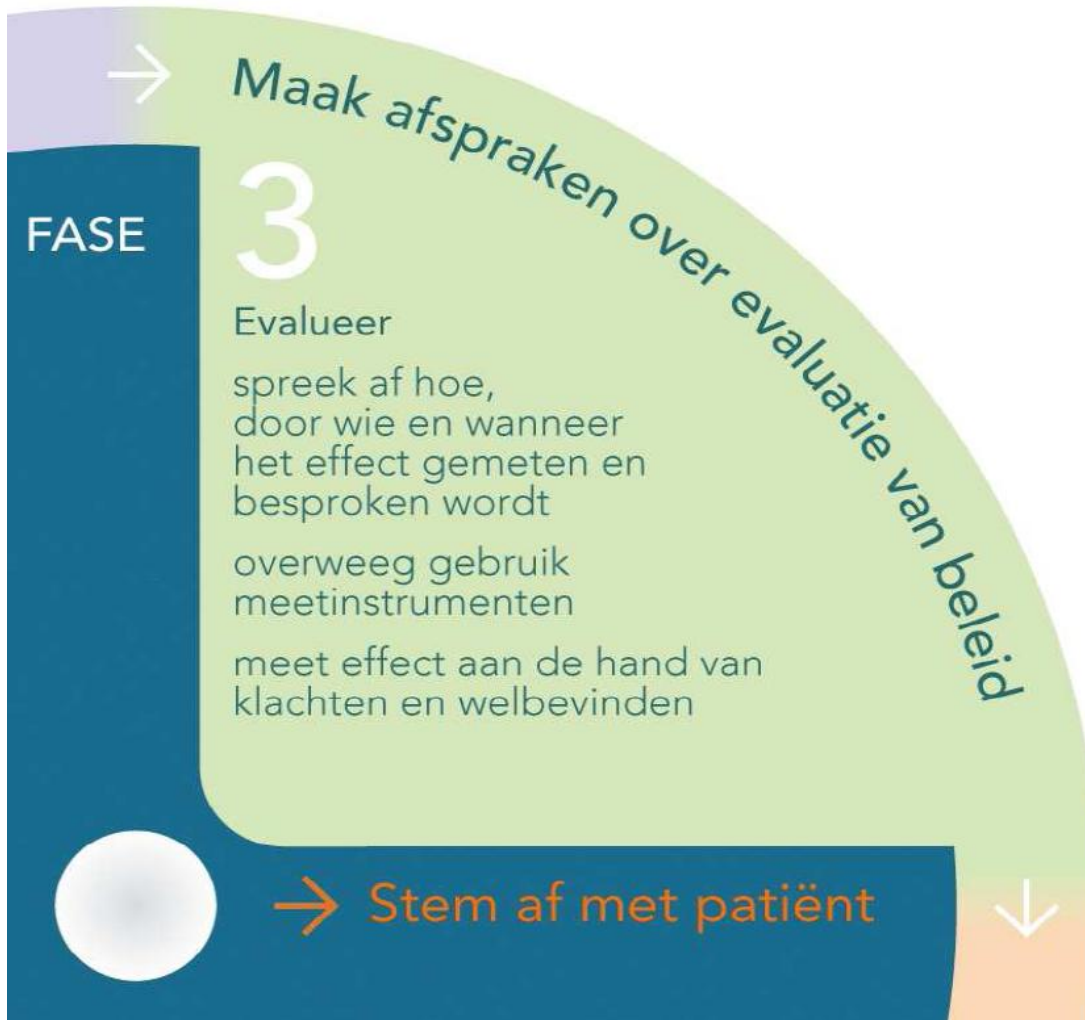 Maak afspraken over evaluatie van beleid
FASE
3
Evalueer
spreek af hoe,
door wie en wanneer
het effect gemeten en
besproken wordt
overweeg gebruik
meetinstrumenten
meet effect aan de hand van
klachten en welbevinden
→ Stem af met patiënt